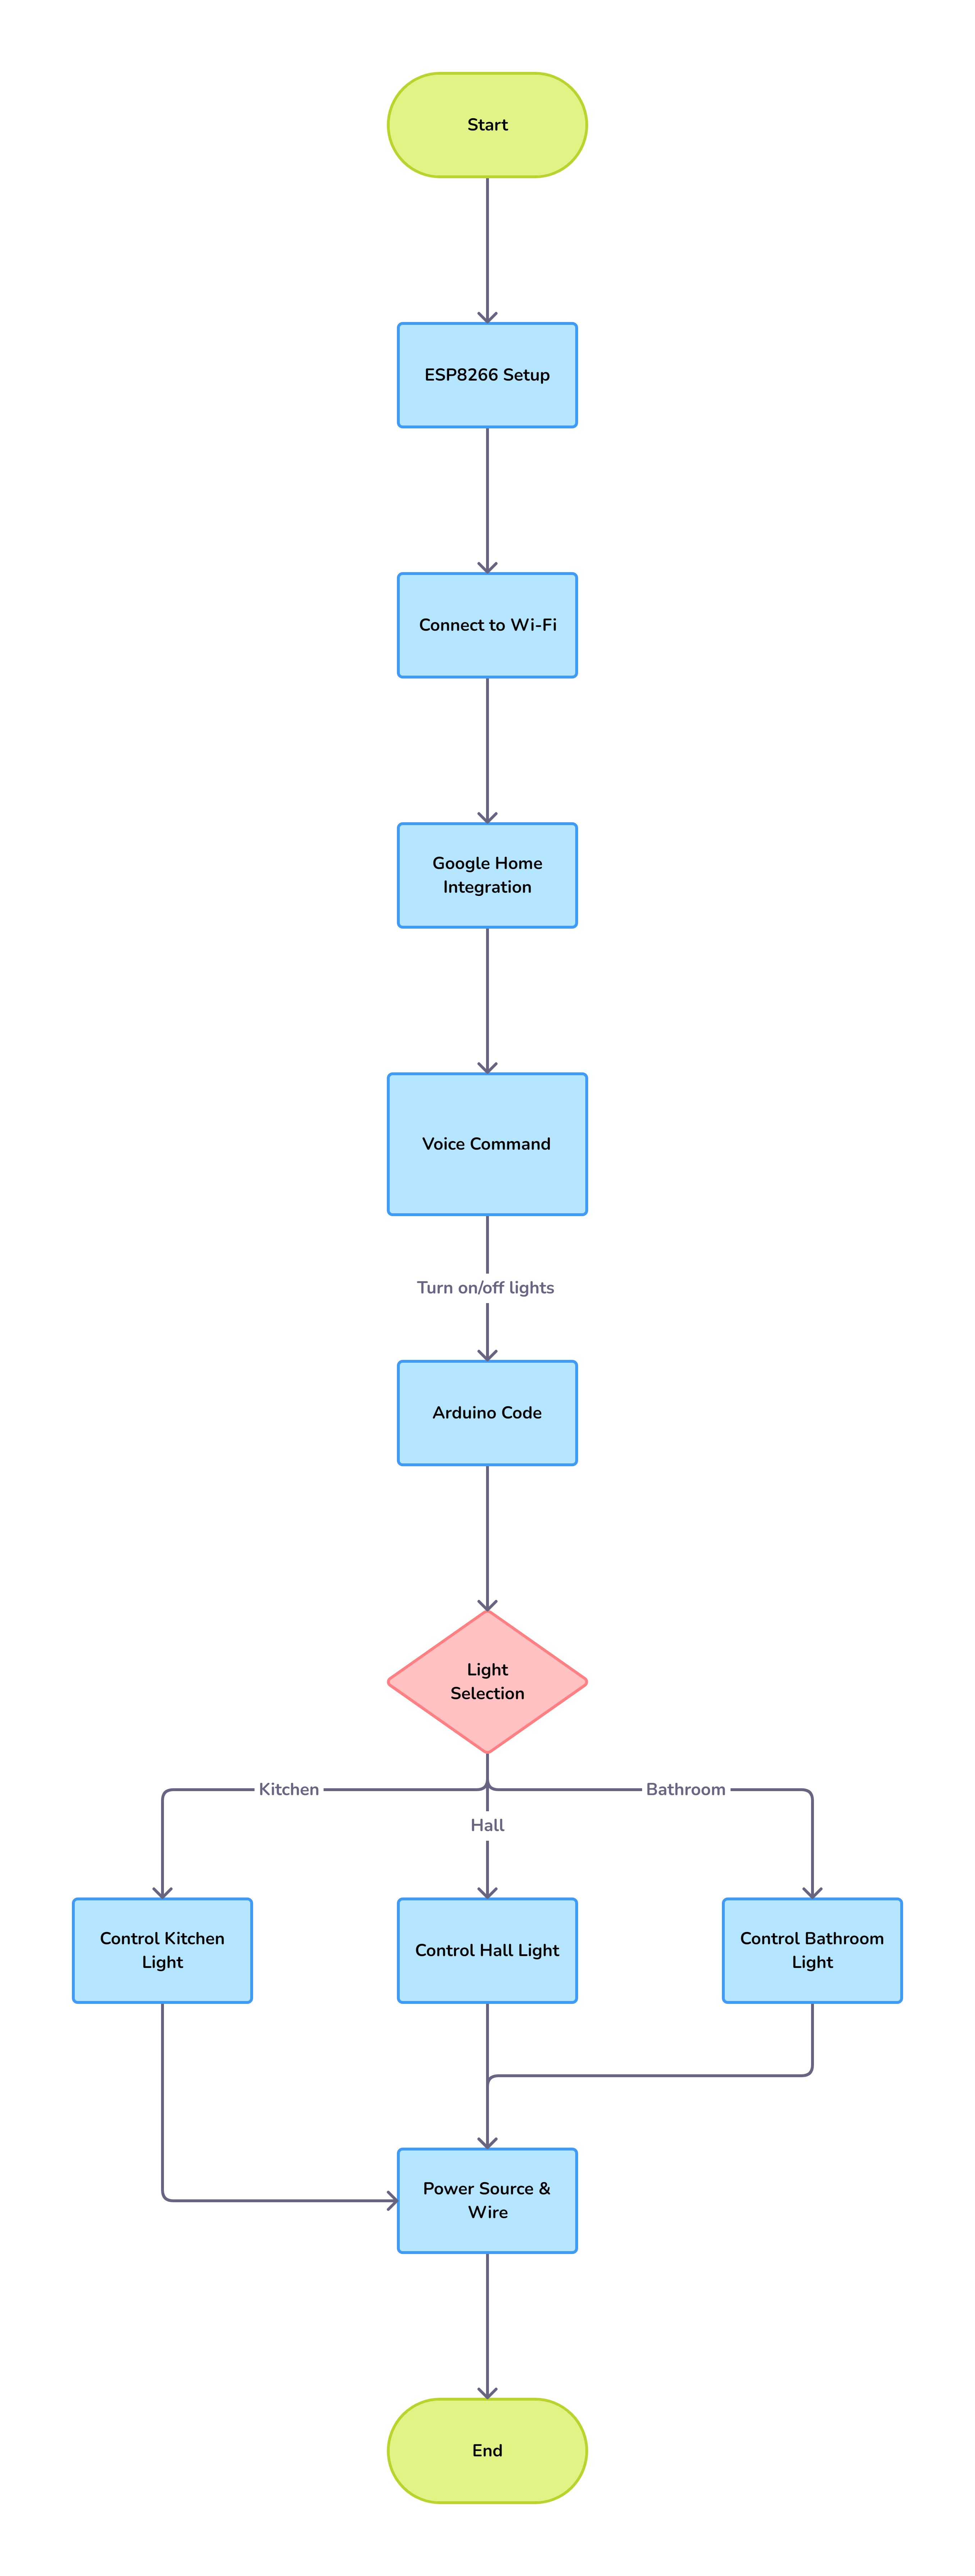 Start
ESP8266 Setup
Connect to Wi-Fi
Google Home
Integration
Voice Command
Turn on/off lights
Arduino Code
Light
Selection
Kitchen
Bathroom
Hall
Control Kitchen
Light
Control Hall Light
Control Bathroom
Light
Power Source &
Wire
End